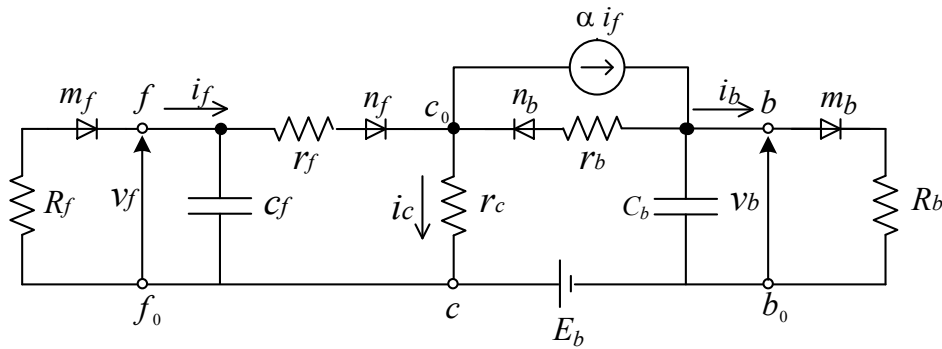 α i_f
m_f f i_f n_f c_0 n_b i_b b m_b
r_f r_b
R_f v_f c_f i_c r_c C_b v_b R_b
f_0 c E_b b_0